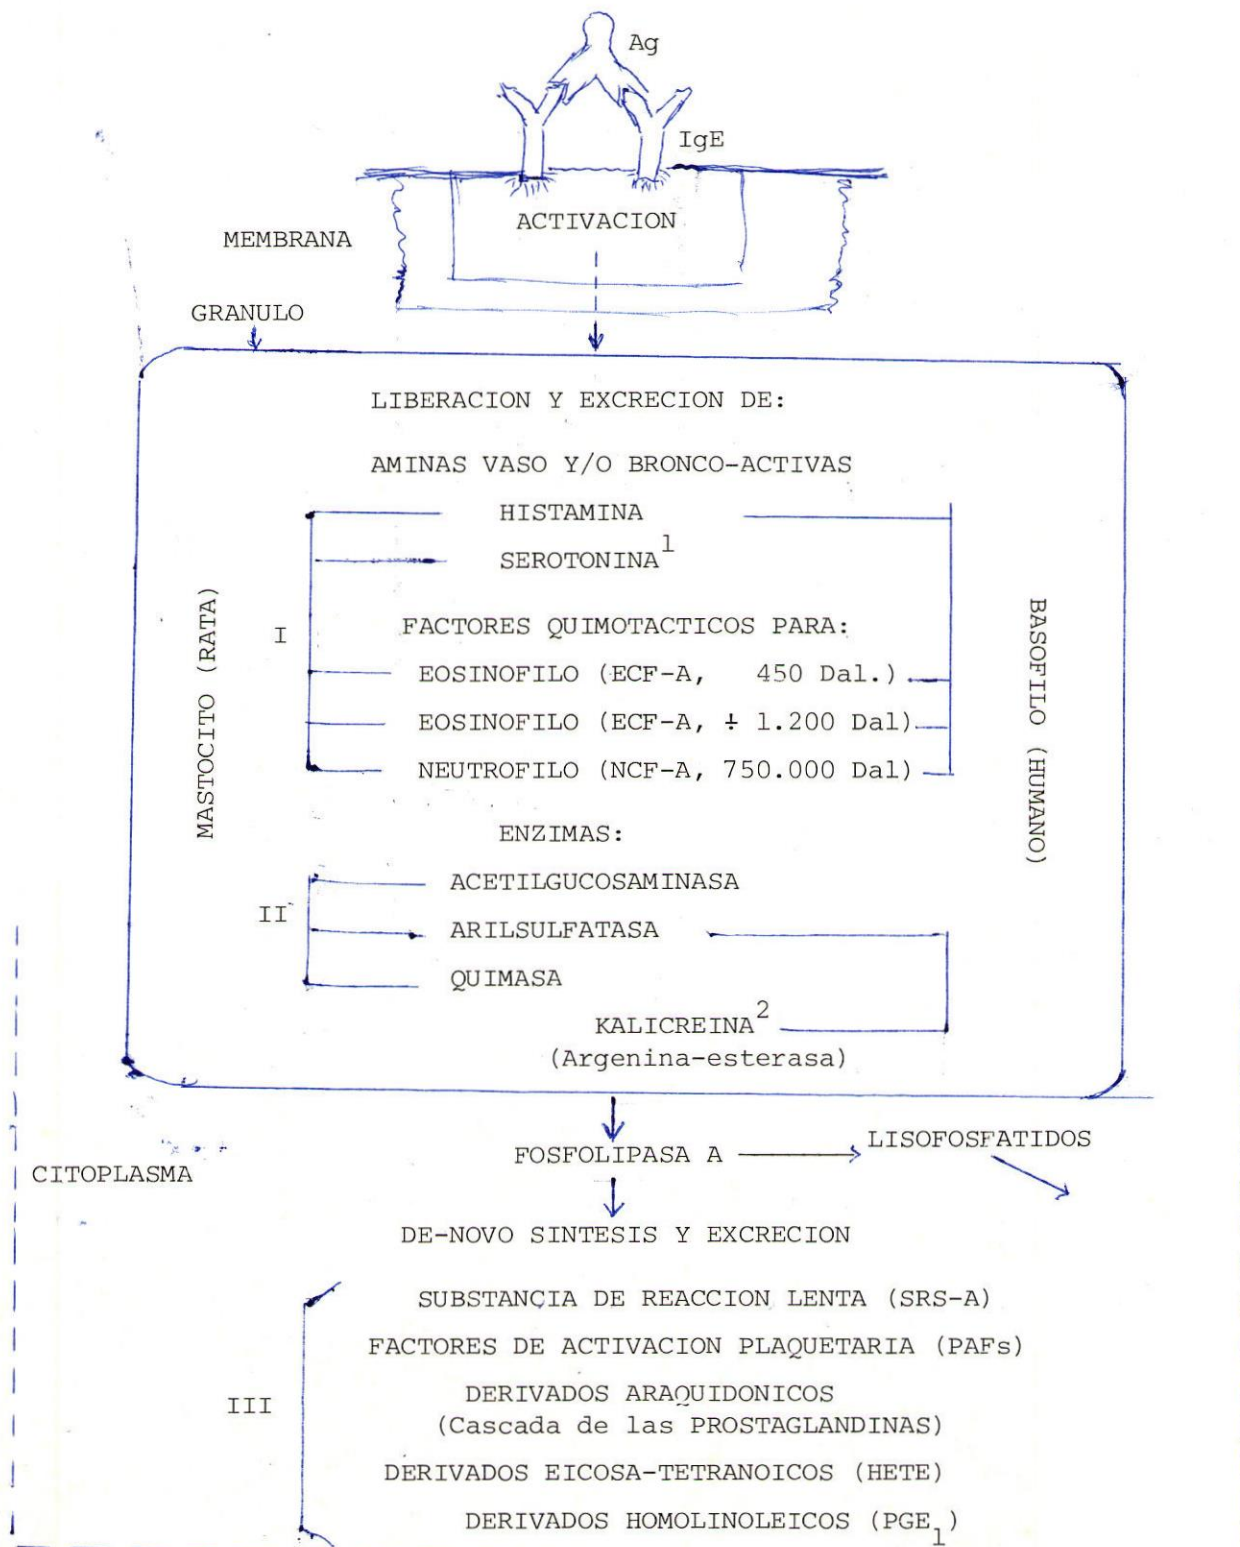 Ag
IgE
ACTIVACION
MEMBRANA
GRANULO
LIBERACION Y EXCRECION DE:
AMINAS VASO Y/O BRONCO-ACTIVAS
HISTAMINA
SEROTONINA1
MASTOCITO (RATA)
I
FACTORES QUIMOTACTICOS PARA:
BASOFILO (HUMANO)
EOSINOFILO (ECF-A, 450 Dal.)
EOSINOFILO (ECF-A, ± 1.200 Dal)
NEUTROFILO (NCF-A, 750.000 Dal)
ENZIMAS:
ACETILGUCOSAMINASA
II
ARILSULFATASA
QUIMASA
KALICREINA2
(Argenina-esterasa)
FOSFOLIPASA A
LISOFOSFATIDOS
CITOPLASMA
DE-NOVO SINTESIS Y EXCRECION
SUBSTANCIA DE REACCION LENTA (SRS-A)
FACTORES DE ACTIVACION PLAQUETARIA (PAFs)
III
DERIVADOS ARAQUIDONICOS
(Cascada de las PROSTAGLANDINAS)
DERIVADOS EICOSA-TETRANOICOS (HETE)
DERIVADOS HOMOLINOLEICOS (PGE1)